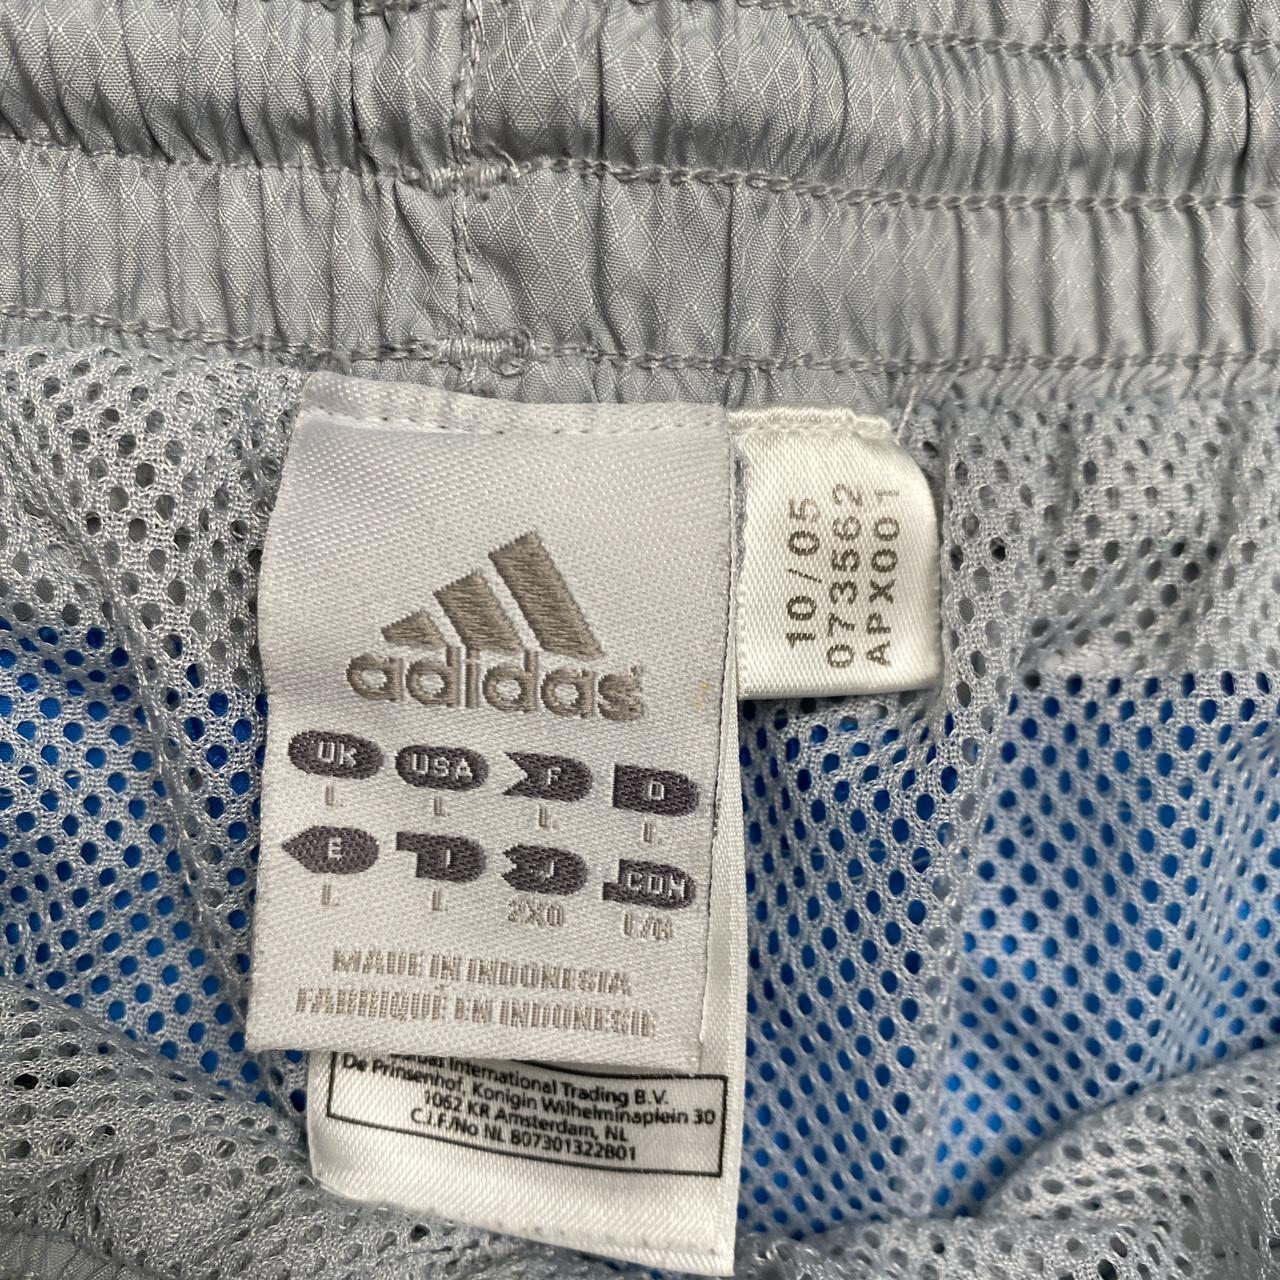 adidas
UK USA F D
L L L L
E I J .COM
L L 2XO L/G
MADE IN INDONESIA
FABRIQUÉ EN INDONESIE
International Trading B.V.
De Prinsenhof, Konigin Wilhelminaplein 30
1062 KR Amsterdam, NL
C.I.F/No NL 807301322B01
10/05
073562
APX001